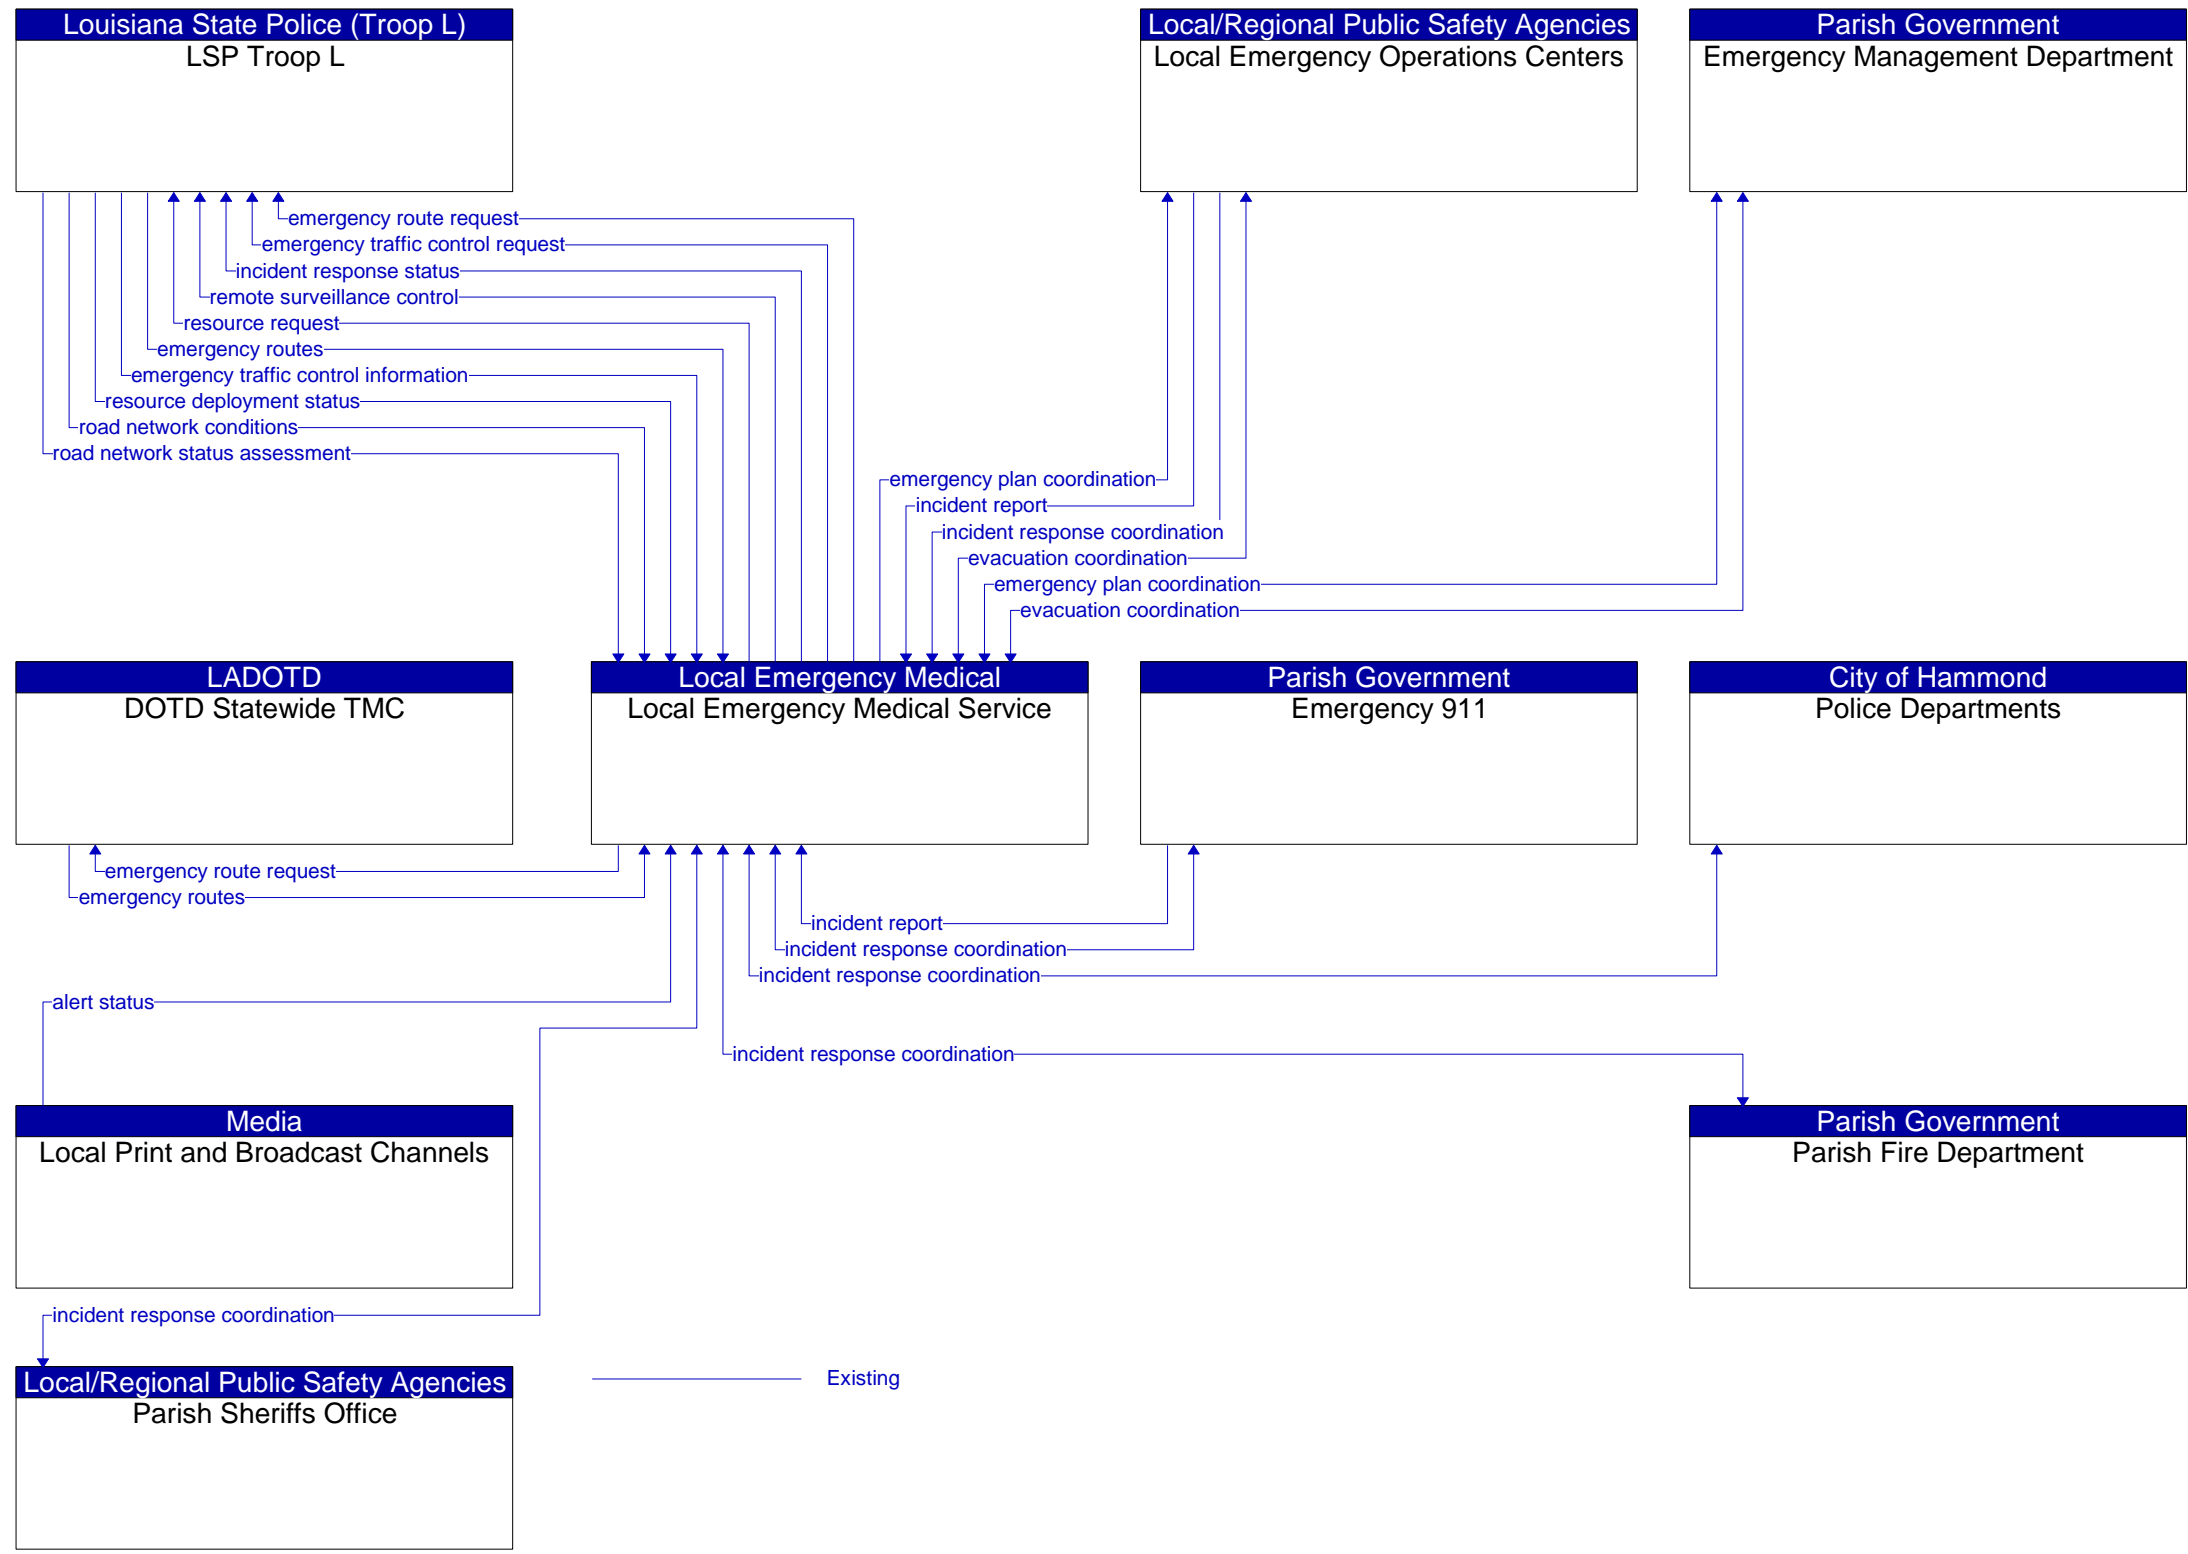 Louisiana State Police (Troop L)
LSP Troop L
Local/Regional Public Safety Agencies
Local Emergency Operations Centers
Parish Government
Emergency Management Department
emergency route request
emergency traffic control request
incident response status
remote surveillance control
resource request
emergency routes
emergency traffic control information
resource deployment status
road network conditions
road network status assessment
emergency plan coordination
incident report
incident response coordination
evacuation coordination
emergency plan coordination
evacuation coordination
LADOTD
DOTD Statewide TMC
Local Emergency Medical
Local Emergency Medical Service
Parish Government
Emergency 911
City of Hammond
Police Departments
emergency route request
emergency routes
incident report
incident response coordination
incident response coordination
alert status
incident response coordination
Media
Local Print and Broadcast Channels
Parish Government
Parish Fire Department
incident response coordination
Local/Regional Public Safety Agencies
Parish Sheriffs Office
Existing